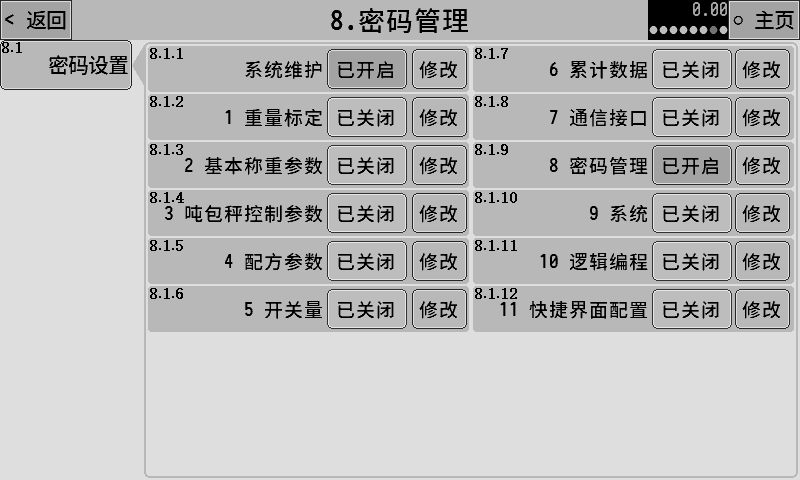 < 返回
8.密码管理
0.00
主页
8.1
密码设置
8.1.1
系统维护 已开启 修改
8.1.2
1 重量标定 已关闭 修改
8.1.3
2 基本称重参数 已关闭 修改
8.1.4
3 吨包秤控制参数 已关闭 修改
8.1.5
4 配方参数 已关闭 修改
8.1.6
5 开关量 已关闭 修改
8.1.7
6 累计数据 已关闭 修改
8.1.8
7 通信接口 已关闭 修改
8.1.9
8 密码管理 已开启 修改
8.1.10
9 系统 已关闭 修改
8.1.11
10 逻辑编程 已关闭 修改
8.1.12
11 快捷界面配置 已关闭 修改